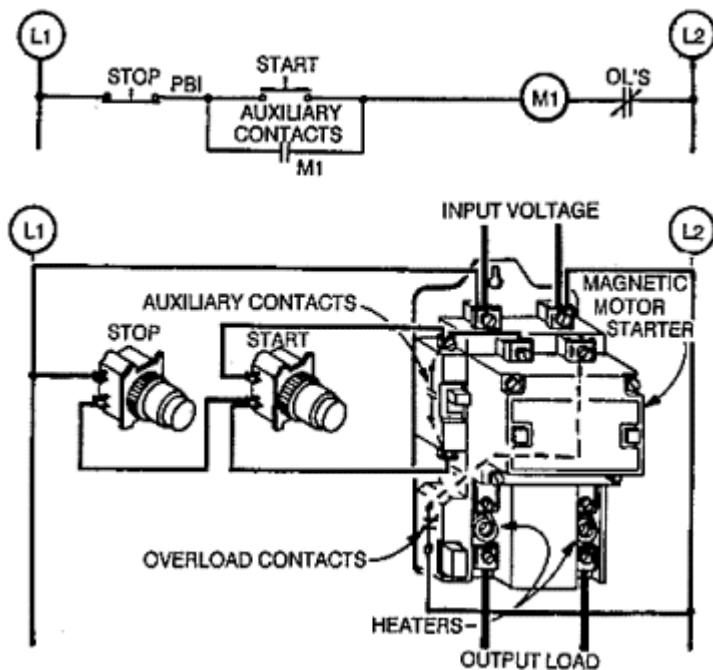 L1
L2
STOP
PBI
START
OL'S
M1
AUXILIARY
CONTACTS
M1
INPUT VOLTAGE
L1
L2
AUXILIARY CONTACTS
MAGNETIC
MOTOR
STARTER
STOP
START
OVERLOAD CONTACTS
HEATERS
OUTPUT LOAD